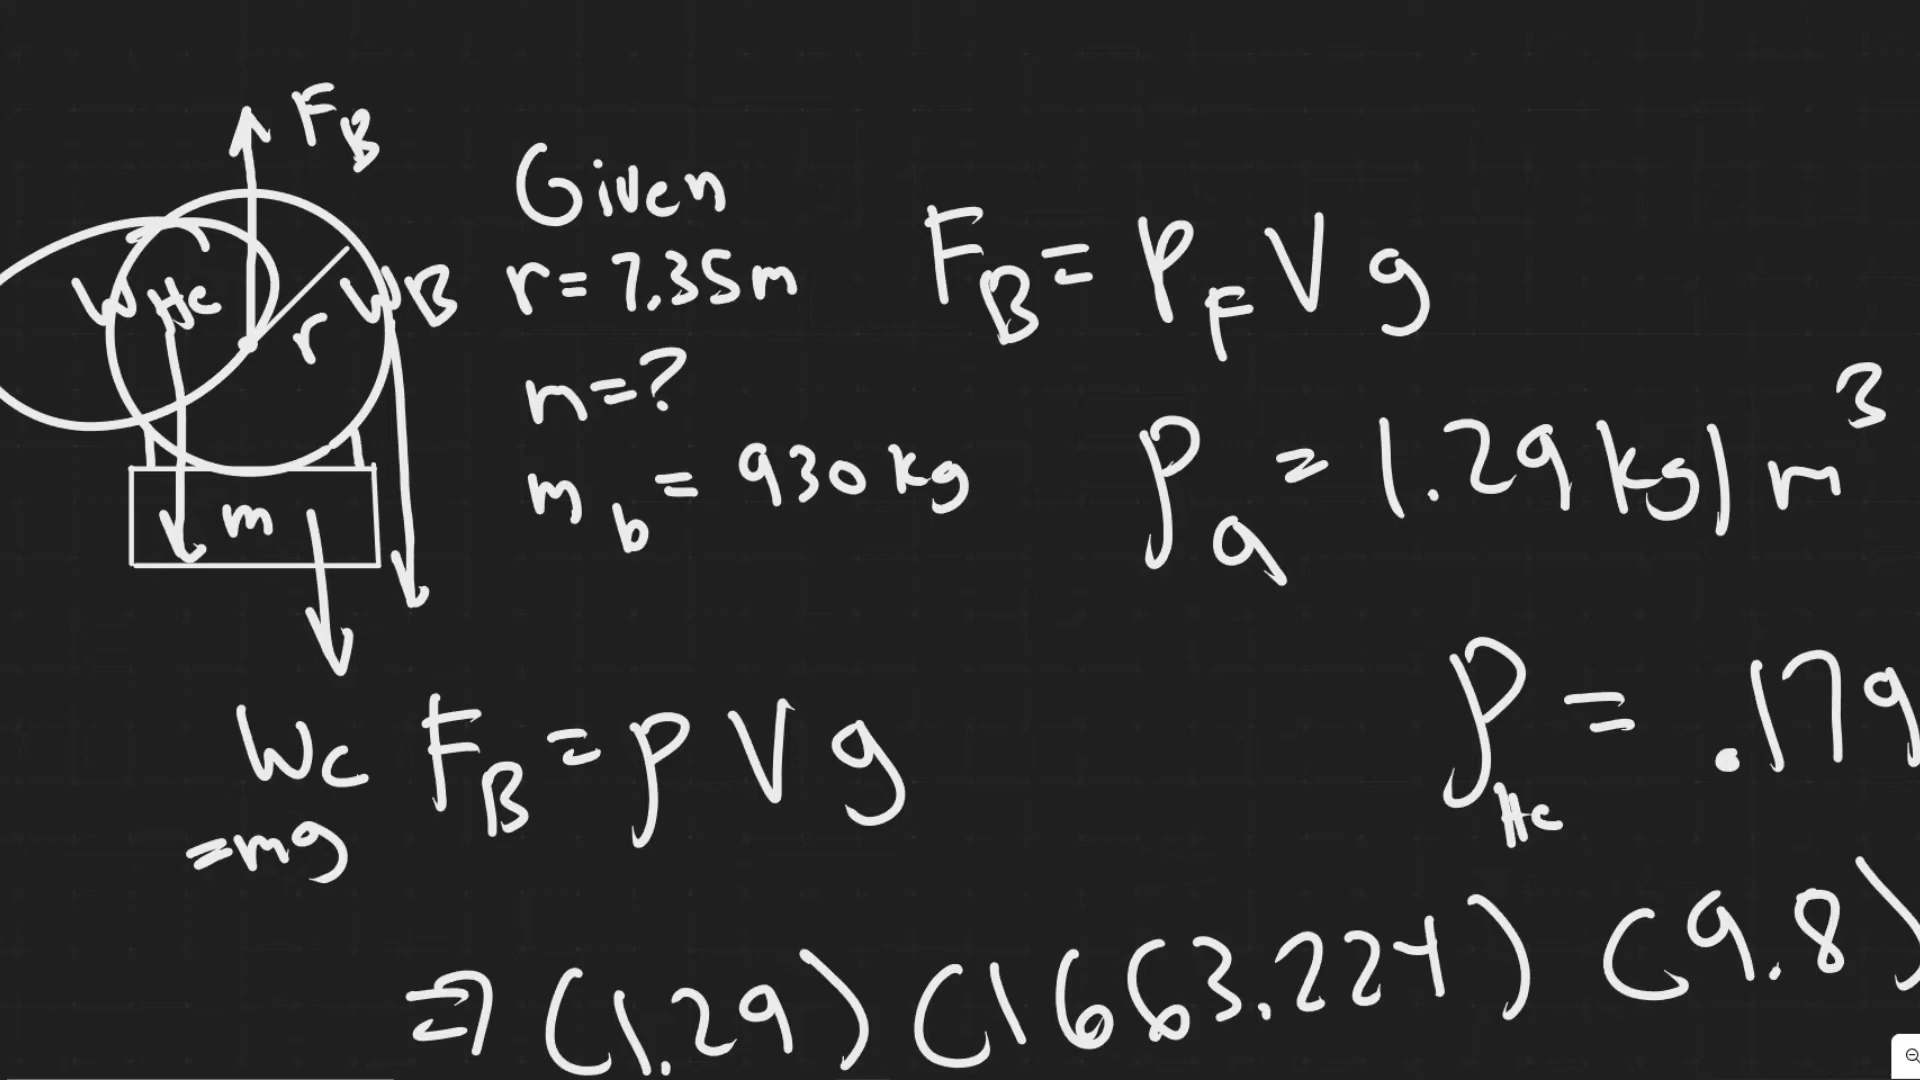 F_B
Given
W_He
r
W_B
r = 7.35m
F_B = ρ_F V g
n = ?
m
m_b = 930 kg
ρ_a = 1.29 kg/m³
W_c
= mg
F_B = ρ V g
ρ_He = .179
⇒ (1.29) (1663.224) (9.8)